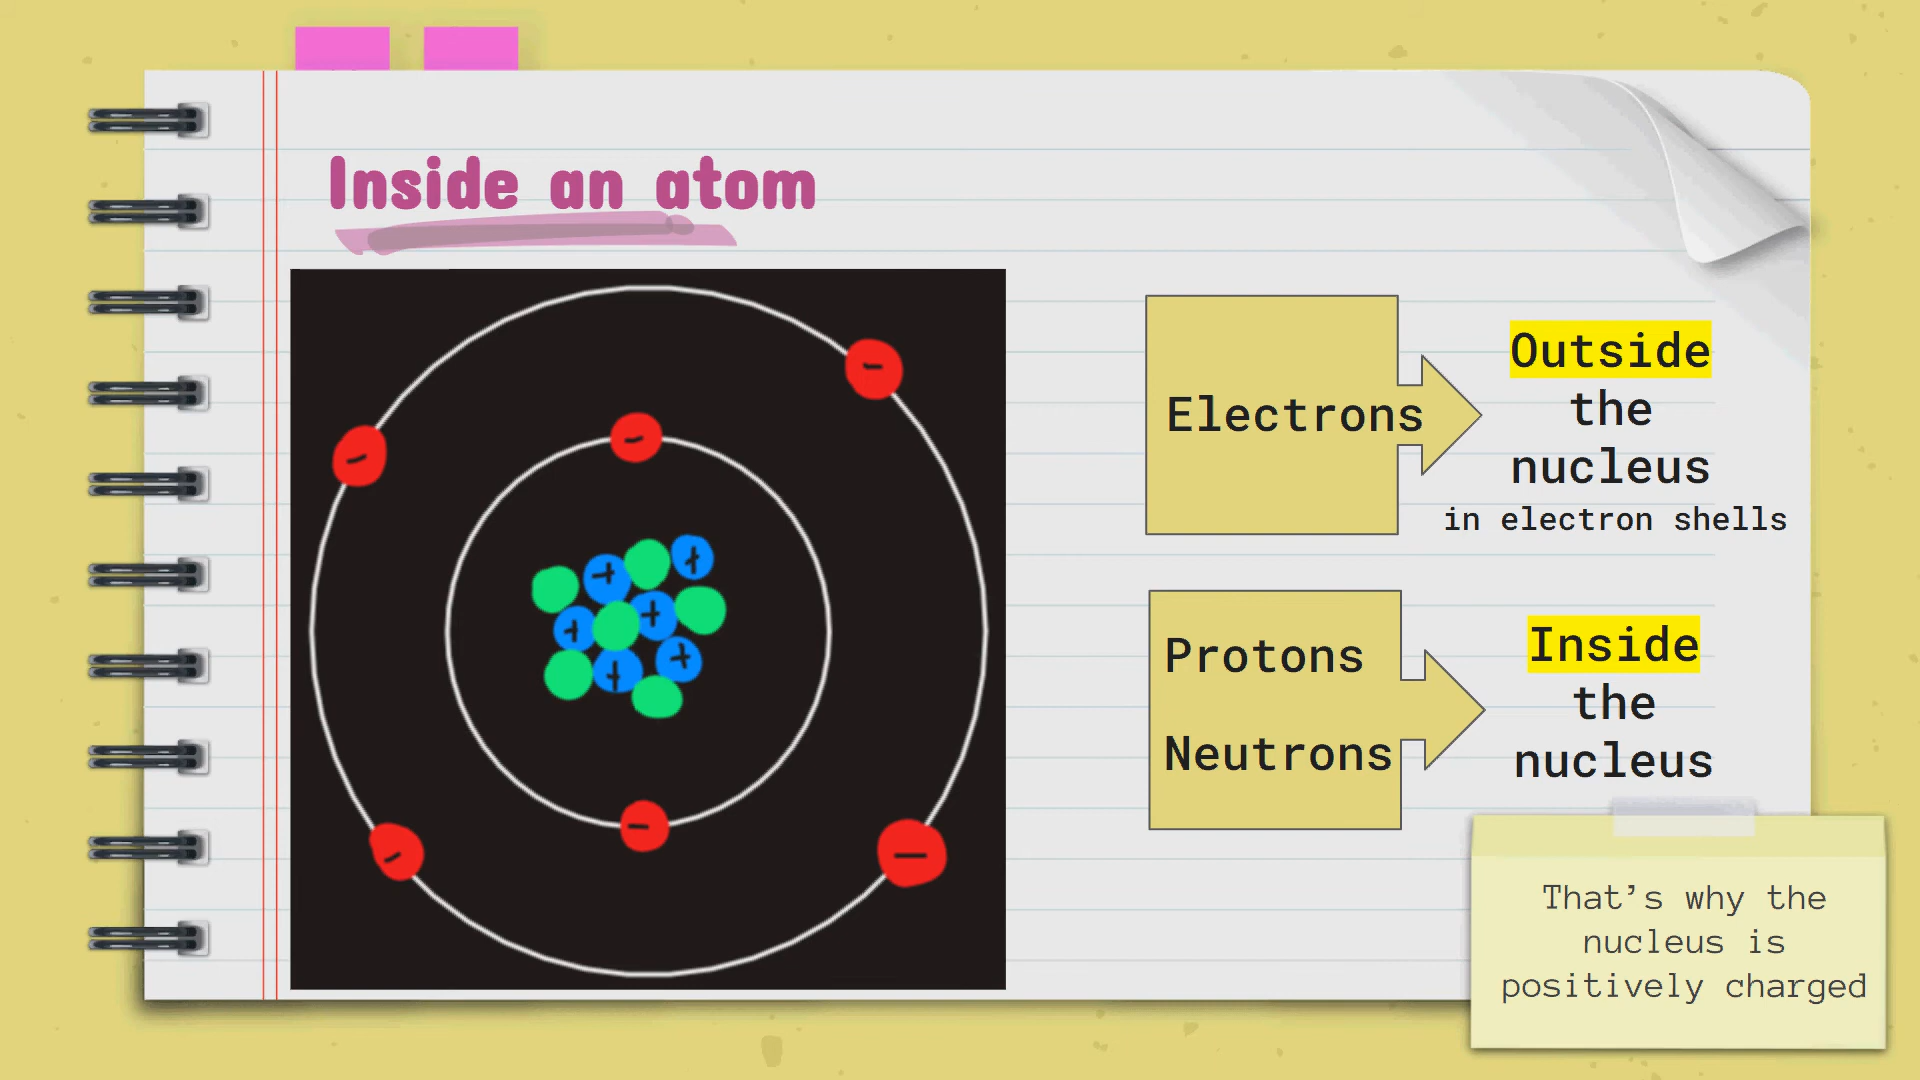 Inside an atom
Electrons
Outside
the
nucleus
in electron shells
Protons
Neutrons
Inside
the
nucleus
That's why the
nucleus is
positively charged